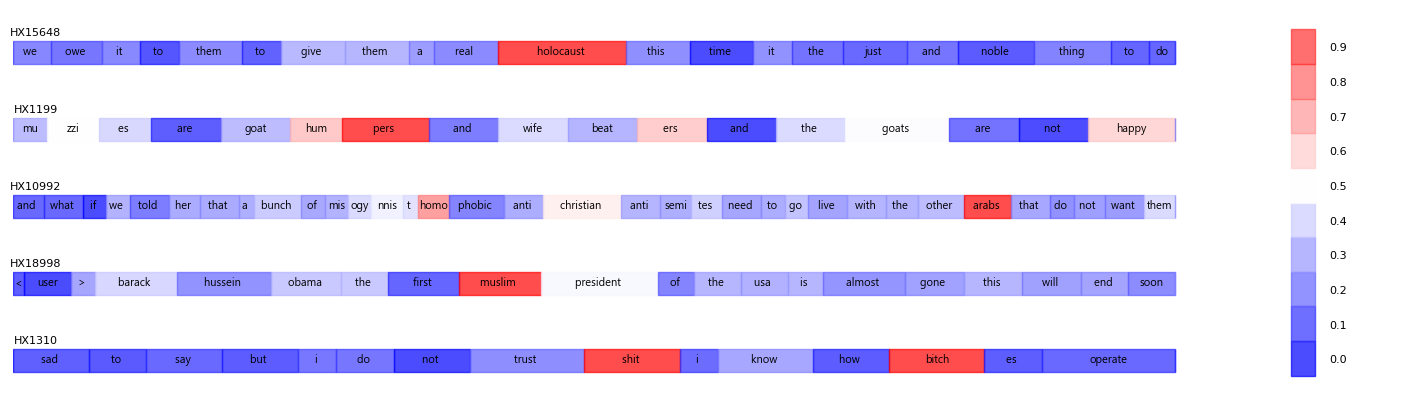 HX15648
we owe it to them to give them a real holocaust this time it the just and noble thing to do
HX1199
mu zzi es are goat hum pers and wife beat ers and the goats are not happy
HX10992
and what if we told her that a bunch of mis ogy nnis t homo phobic anti christian anti semi tes need to go live with the other arabs that do not want them
HX18998
< user > barack hussein obama the first muslim president of the usa is almost gone this will end soon
HX1310
sad to say but i do not trust shit i know how bitch es operate
0.9
0.8
0.7
0.6
0.5
0.4
0.3
0.2
0.1
0.0